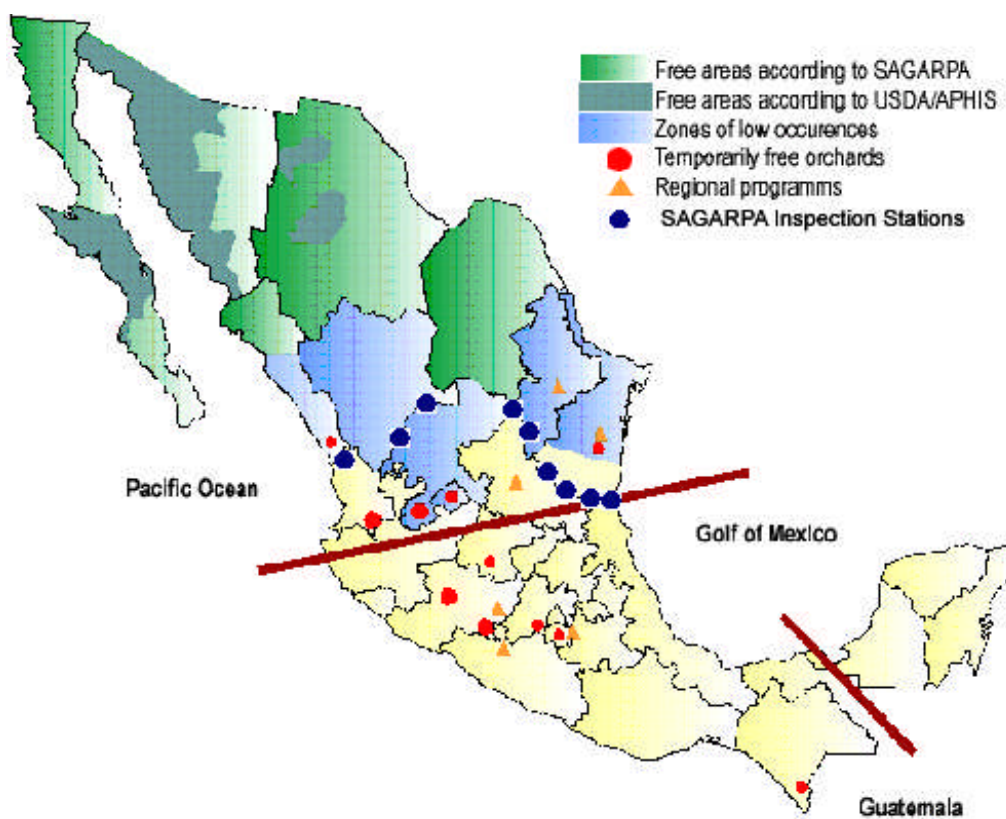 Free areas according to SAGARPA
Free areas according to USDA/APHIS
Zones of low occurences
Temporarily free orchards
Regional programms
SAGARPA Inspection Stations
Pacific Ocean
Golf of Mexico
Guatemala